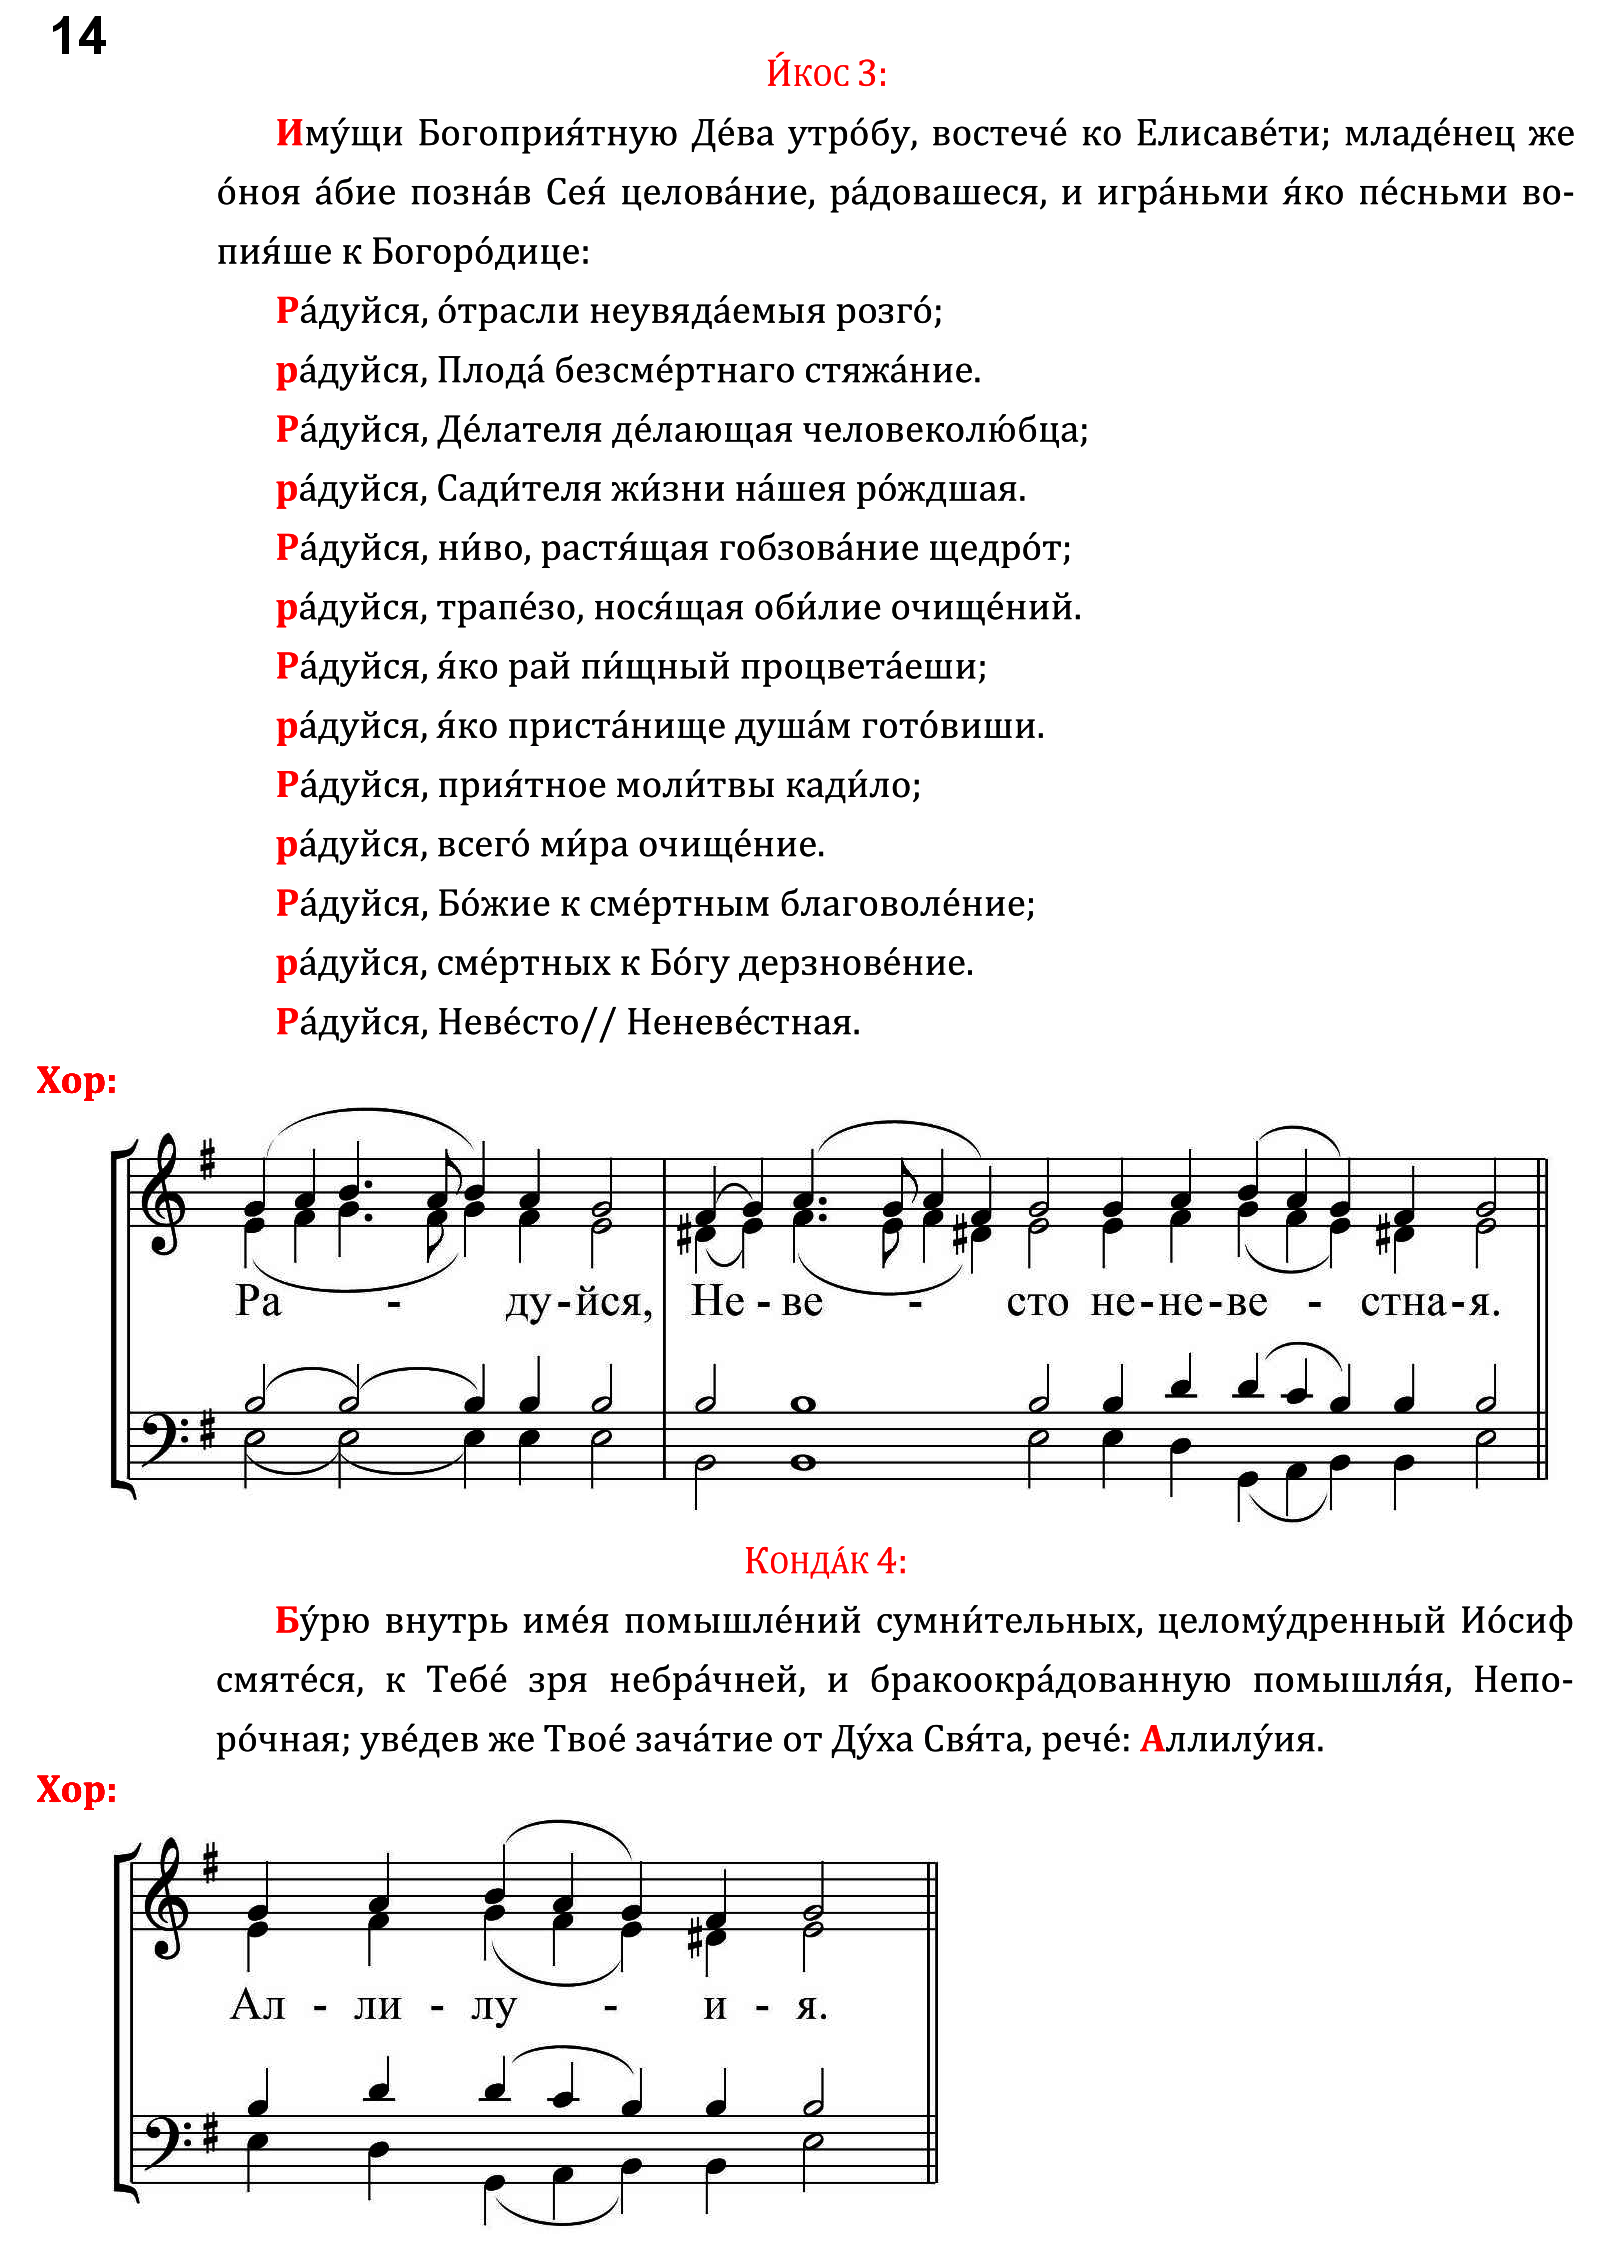 14
И́кос 3:
Иму́щи Богоприя́тную Де́ва утро́бу, востече́ ко Елисаве́ти; младе́нец же
о́ноя а́бие позна́в Сея́ целова́ние, ра́довашеся, и игра́ньми я́ко пе́сньми во-
пия́ше к Богоро́дице:
Ра́дуйся, о́трасли неувяда́емыя розго́;
ра́дуйся, Плода́ безсме́ртнаго стяжа́ние.
Ра́дуйся, Де́лателя де́лающая человеколю́бца;
ра́дуйся, Сади́теля жи́зни на́шея ро́ждшая.
Ра́дуйся, ни́во, растя́щая гобзова́ние щедро́т;
ра́дуйся, трапе́зо, нося́щая оби́лие очище́ний.
Ра́дуйся, я́ко рай пи́щный процвета́еши;
ра́дуйся, я́ко приста́нище душа́м гото́виши.
Ра́дуйся, прия́тное моли́твы кади́ло;
ра́дуйся, всего́ ми́ра очище́ние.
Ра́дуйся, Бо́жие к сме́ртным благоволе́ние;
ра́дуйся, сме́ртных к Бо́гу дерзнове́ние.
Ра́дуйся, Неве́сто// Неневе́стная.
Хор:
Ра - ду-йся, Не - ве - сто не-не-ве - стна-я.
Конда́к 4:
Бу́рю внутрь име́я помышле́ний сумни́тельных, целому́дренный Ио́сиф
смяте́ся, к Тебе́ зря небра́чней, и бракоокра́дованную помышля́я, Непо-
ро́чная; уве́дев же Твое́ зача́тие от Ду́ха Свя́та, рече́: Аллилу́ия.
Хор:
Ал - ли - лу - и - я.